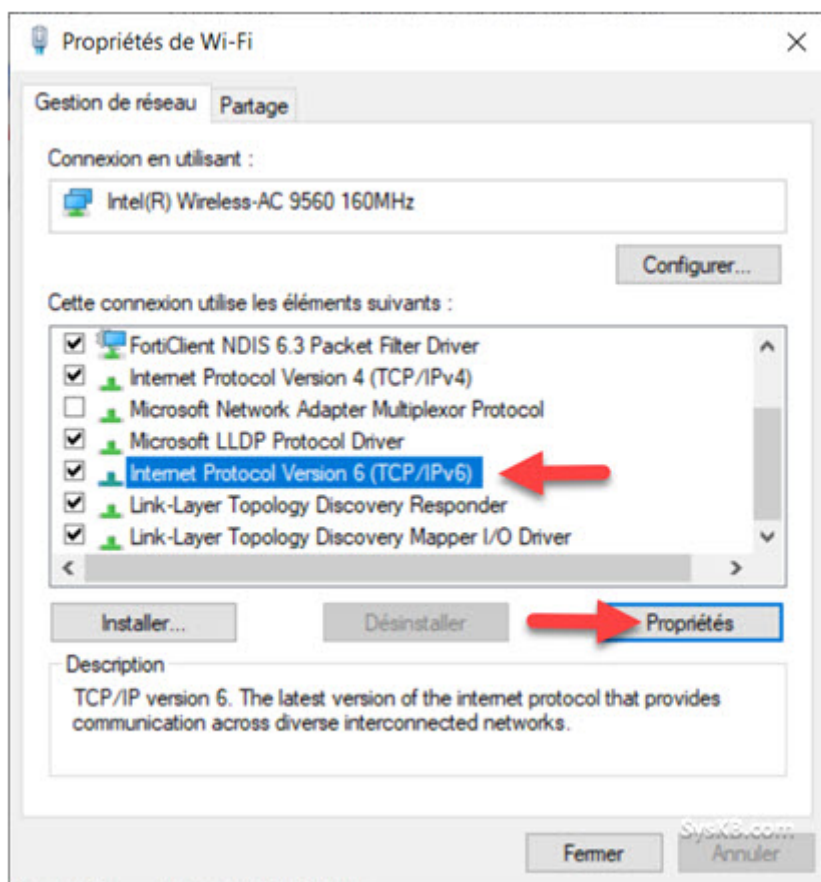 Propriétés de Wi-Fi
Gestion de réseau
Partage
Connexion en utilisant :
Intel(R) Wireless-AC 9560 160MHz
Configurer...
Cette connexion utilise les éléments suivants :
FortiClient NDIS 6.3 Packet Filter Driver
Internet Protocol Version 4 (TCP/IPv4)
Microsoft Network Adapter Multiplexor Protocol
Microsoft LLDP Protocol Driver
Internet Protocol Version 6 (TCP/IPv6)
Link-Layer Topology Discovery Responder
Link-Layer Topology Discovery Mapper I/O Driver
Installer...
Désinstaller
Propriétés
Description
TCP/IP version 6. The latest version of the internet protocol that provides
communication across diverse interconnected networks.
SysKB.com
Fermer
Annuler